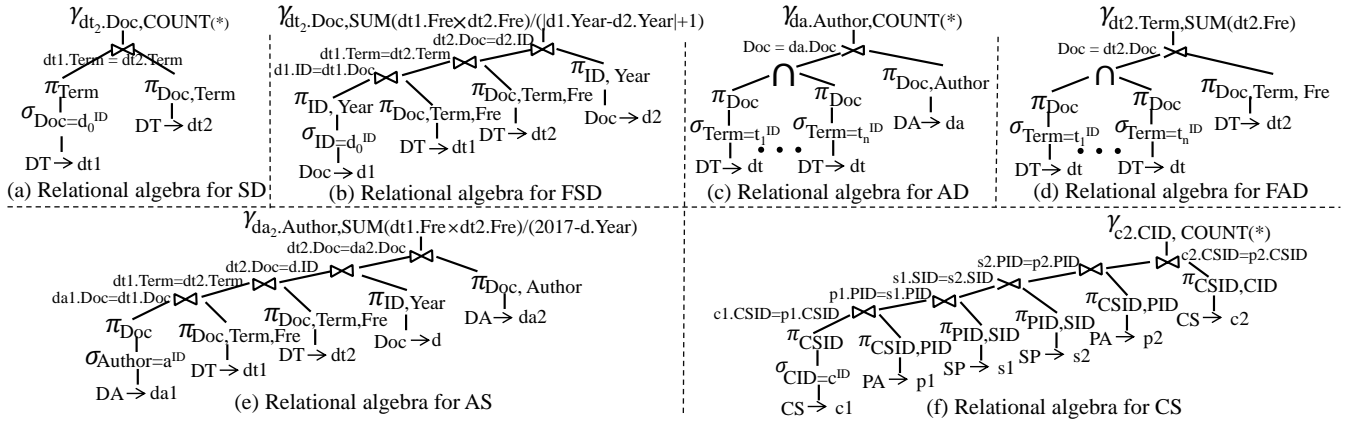 γdt₂.Doc,COUNT(*)
dt1.Term = dt2.Term
πTerm
πDoc,Term
σDoc=d₀ᴵᴰ
DT → dt2
DT → dt1
(a) Relational algebra for SD
γdt₂.Doc,SUM(dt1.Fre×dt2.Fre)/(|d1.Year-d2.Year|+1)
dt2.Doc=d2.ID
dt1.Term=dt2.Term
d1.ID=dt1.Doc
πID, Year
πID, Year
πDoc,Term,Fre
πDoc,Term,Fre
σID=d₀ᴵᴰ
DT → dt2
Doc → d2
DT → dt1
Doc → d1
(b) Relational algebra for FSD
γda.Author,COUNT(*)
Doc = da.Doc
∩
πDoc
πDoc
πDoc,Author
σTerm=t₁ᴵᴰ
σTerm=tₙᴵᴰ
DA → da
• • •
DT → dt
DT → dt
(c) Relational algebra for AD
γdt2.Term,SUM(dt2.Fre)
Doc = dt2.Doc
∩
πDoc
πDoc
πDoc,Term, Fre
σTerm=t₁ᴵᴰ
σTerm=tₙᴵᴰ
DT → dt2
• • •
DT → dt
DT → dt
(d) Relational algebra for FAD
γda₂.Author,SUM(dt1.Fre×dt2.Fre)/(2017-d.Year)
dt2.Doc=da2.Doc
dt2.Doc=d.ID
dt1.Term=dt2.Term
da1.Doc=dt1.Doc
πDoc
πDoc,Term,Fre
πDoc,Term,Fre
πID,Year
πDoc, Author
σAuthor=aᴵᴰ
DT → dt1
DT → dt2
Doc → d
DA → da2
DA → da1
(e) Relational algebra for AS
γc2.CID, COUNT(*)
c2.CSID=p2.CSID
s2.PID=p2.PID
s1.SID=s2.SID
p1.PID=s1.PID
c1.CSID=p1.CSID
πCSID
πCSID,PID
πPID,SID
πPID,SID
πCSID,PID
πCSID,CID
σCID=cᴵᴰ
PA → p1
SP → s1
SP → s2
PA → p2
CS → c2
CS → c1
(f) Relational algebra for CS